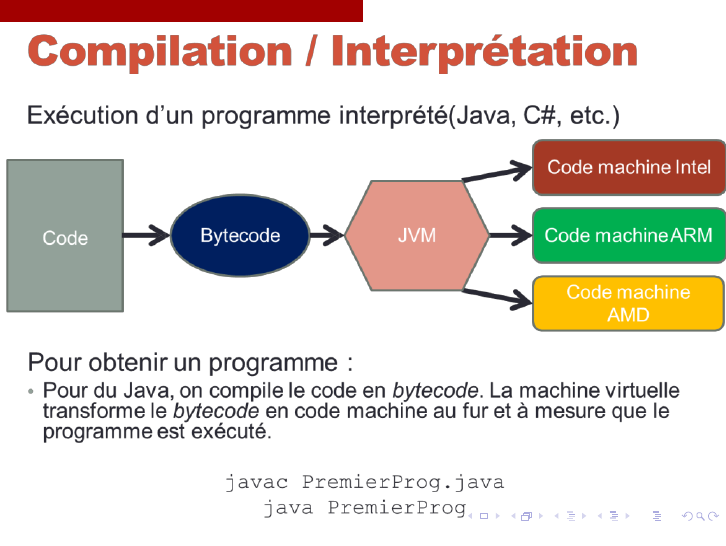 Compilation / Interprétation
Exécution d'un programme interprété(Java, C#, etc.)
Code
Bytecode
JVM
Code machine Intel
Code machine ARM
Code machine
AMD
Pour obtenir un programme :
• Pour du Java, on compile le code en bytecode. La machine virtuelle
transforme le bytecode en code machine au fur et à mesure que le
programme est exécuté.
javac PremierProg.java
java PremierProg